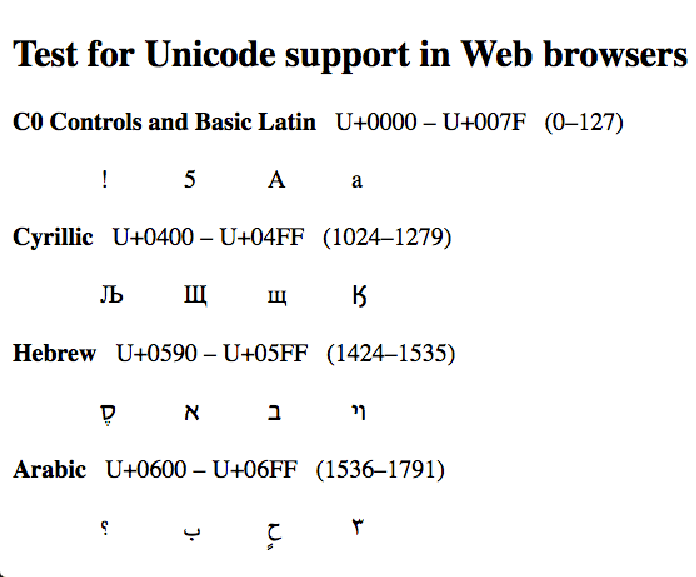 Test for Unicode support in Web browsers
C0 Controls and Basic Latin U+0000 – U+007F (0–127)
! 5 A a
Cyrillic U+0400 – U+04FF (1024–1279)
Љ Щ щ Ӄ
Hebrew U+0590 – U+05FF (1424–1535)
‎סֶ ‎א ‎ב ‎ױ
Arabic U+0600 – U+06FF (1536–1791)
‎؟ ‎ب ‎حٍ ‎٣